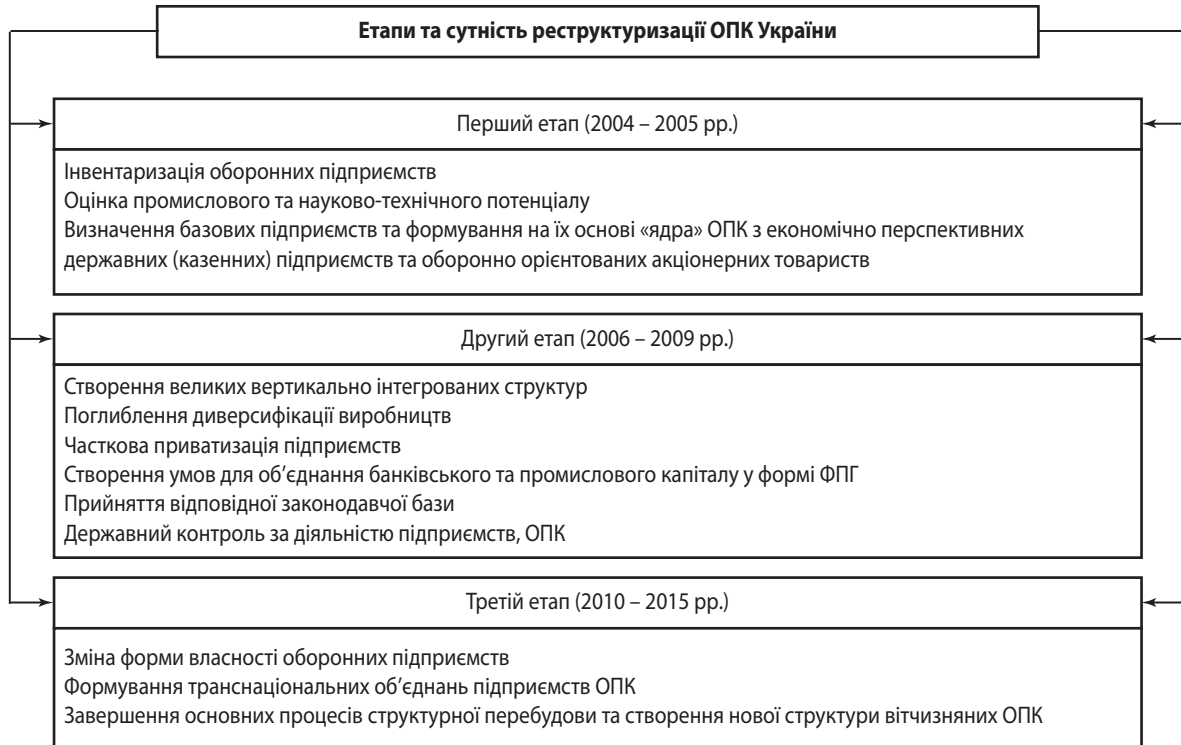 Етапи та сутність реструктуризації ОПК України
Перший етап (2004 – 2005 рр.)
Інвентаризація оборонних підприємств
Оцінка промислового та науково-технічного потенціалу
Визначення базових підприємств та формування на їх основі «ядра» ОПК з економічно перспективних
державних (казенних) підприємств та оборонно орієнтованих акціонерних товариств
Другий етап (2006 – 2009 рр.)
Створення великих вертикально інтегрованих структур
Поглиблення диверсифікації виробництв
Часткова приватизація підприємств
Створення умов для об’єднання банківського та промислового капіталу у формі ФПГ
Прийняття відповідної законодавчої бази
Державний контроль за діяльністю підприємств, ОПК
Третій етап (2010 – 2015 рр.)
Зміна форми власності оборонних підприємств
Формування транснаціональних об’єднань підприємств ОПК
Завершення основних процесів структурної перебудови та створення нової структури вітчизняних ОПК